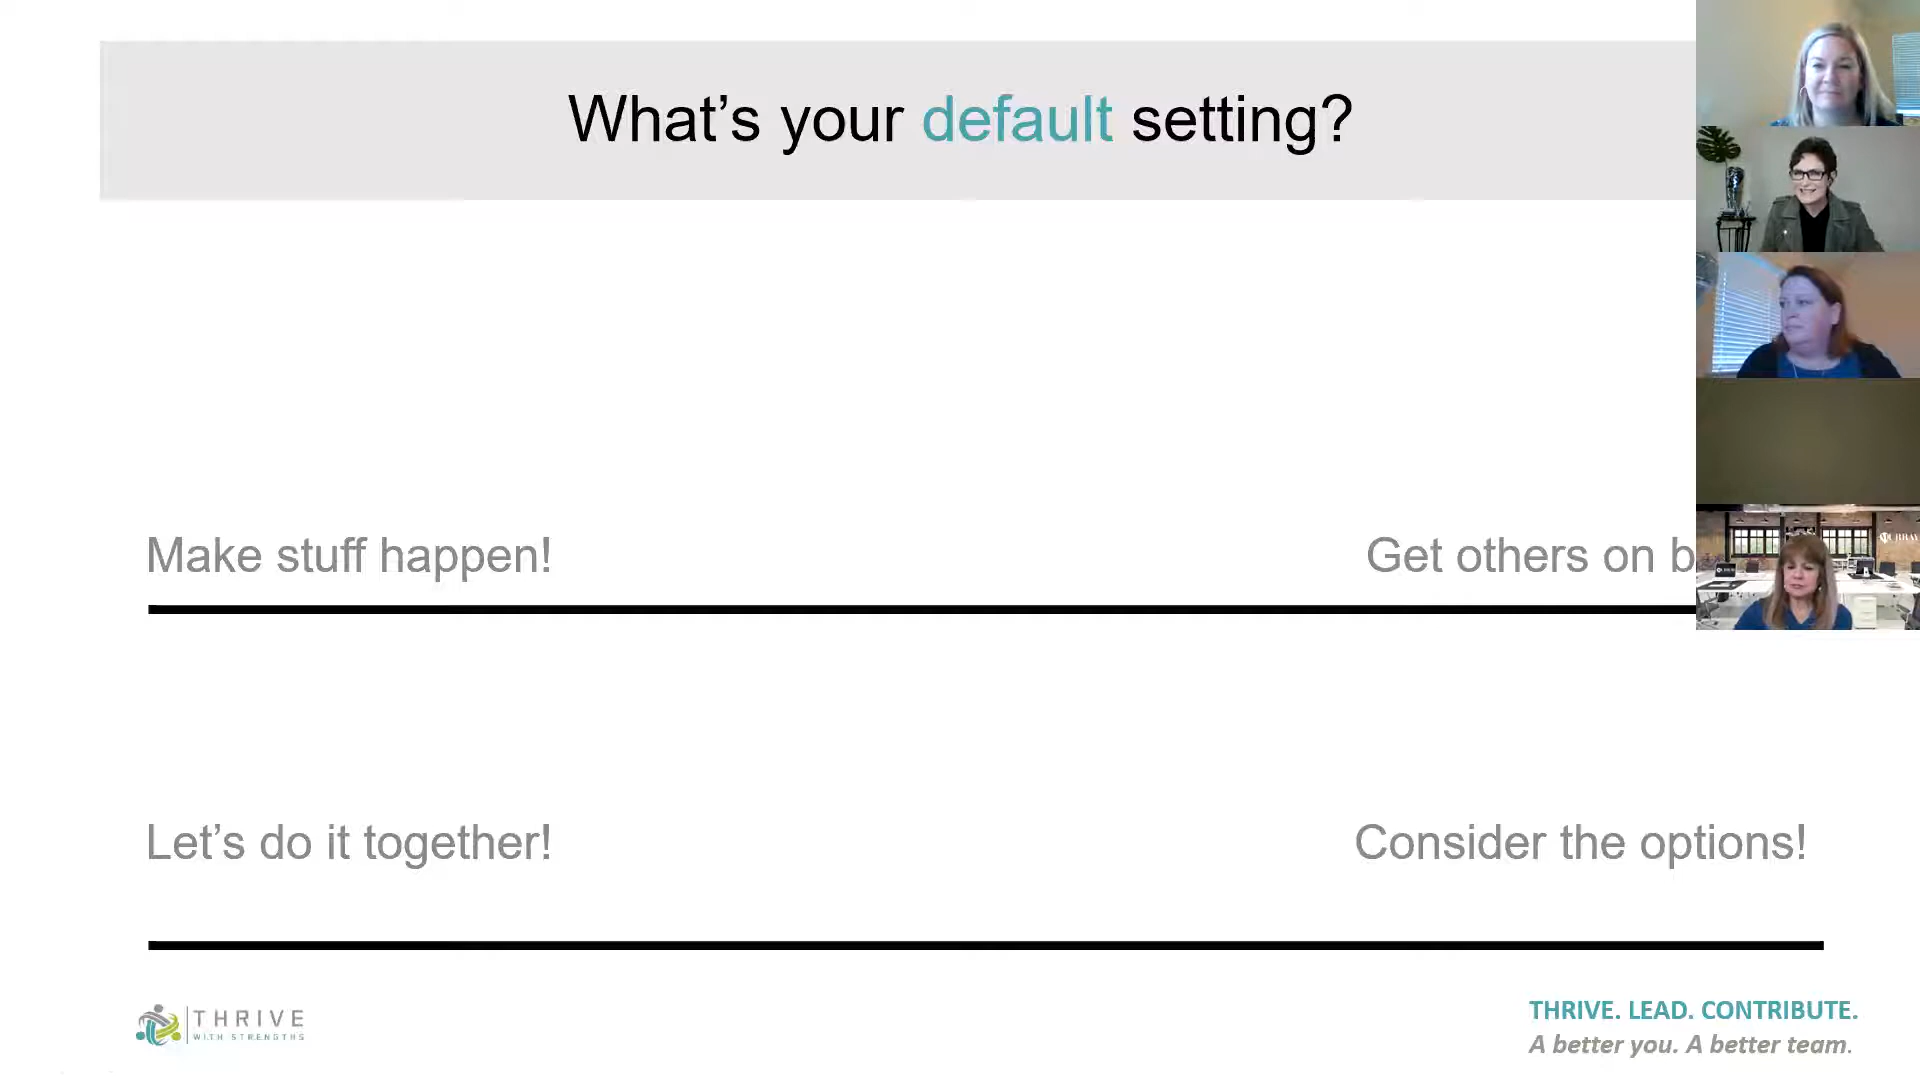 What's your default setting?
Make stuff happen!
Get others on b
Let's do it together!
Consider the options!
THRIVE
WITH STRENGTHS
THRIVE. LEAD. CONTRIBUTE.
A better you. A better team.